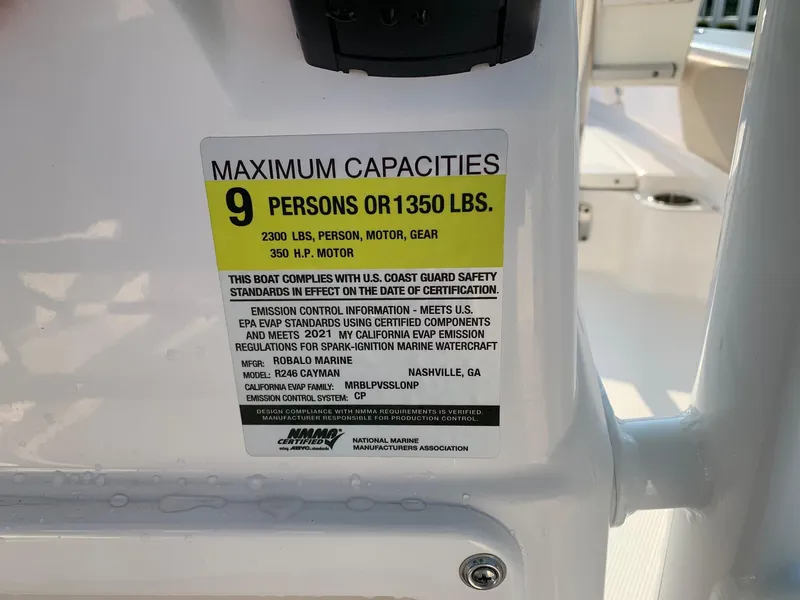 MAXIMUM CAPACITIES
9 PERSONS OR 1350 LBS.
2300 LBS, PERSON, MOTOR, GEAR
350 H.P. MOTOR
THIS BOAT COMPLIES WITH U.S. COAST GUARD SAFETY
STANDARDS IN EFFECT ON THE DATE OF CERTIFICATION.
EMISSION CONTROL INFORMATION - MEETS U.S.
EPA EVAP STANDARDS USING CERTIFIED COMPONENTS
AND MEETS 2021 MY CALIFORNIA EVAP EMISSION
REGULATIONS FOR SPARK-IGNITION MARINE WATERCRAFT
MFGR: ROBALO MARINE
MODEL: R246 CAYMAN NASHVILLE, GA
CALIFORNIA EVAP FAMILY: MRBLPVSSLONP
EMISSION CONTROL SYSTEM: CP
DESIGN COMPLIANCE WITH NMMA REQUIREMENTS IS VERIFIED.
MANUFACTURER RESPONSIBLE FOR PRODUCTION CONTROL.
NMMA
CERTIFIED
using ABYC standards
NATIONAL MARINE
MANUFACTURERS ASSOCIATION